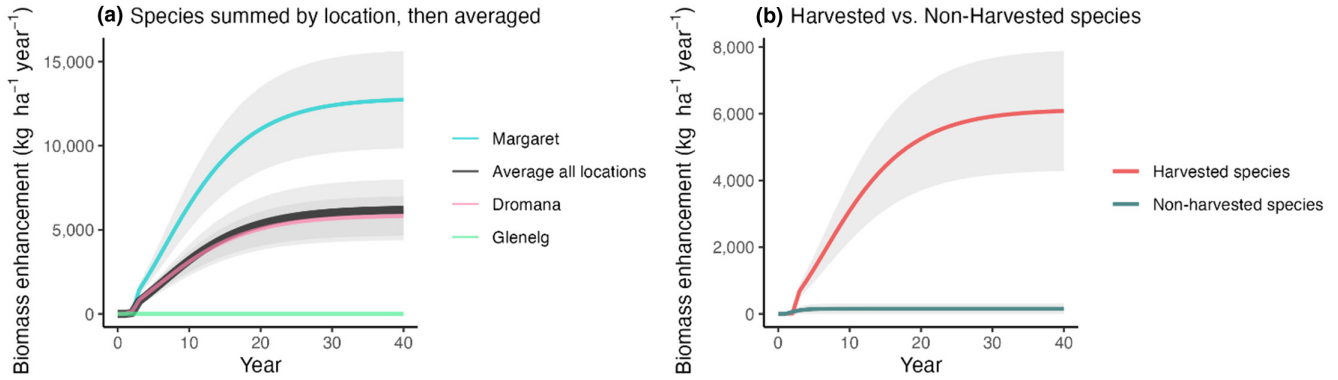 (a) Species summed by location, then averaged
Biomass enhancement (kg ha⁻¹ year⁻¹)
15,000
10,000
5,000
0
0 10 20 30 40
Year
Margaret
Average all locations
Dromana
Glenelg
(b) Harvested vs. Non-Harvested species
Biomass enhancement (kg ha⁻¹ year⁻¹)
8,000
6,000
4,000
2,000
0
0 10 20 30 40
Year
Harvested species
Non-harvested species